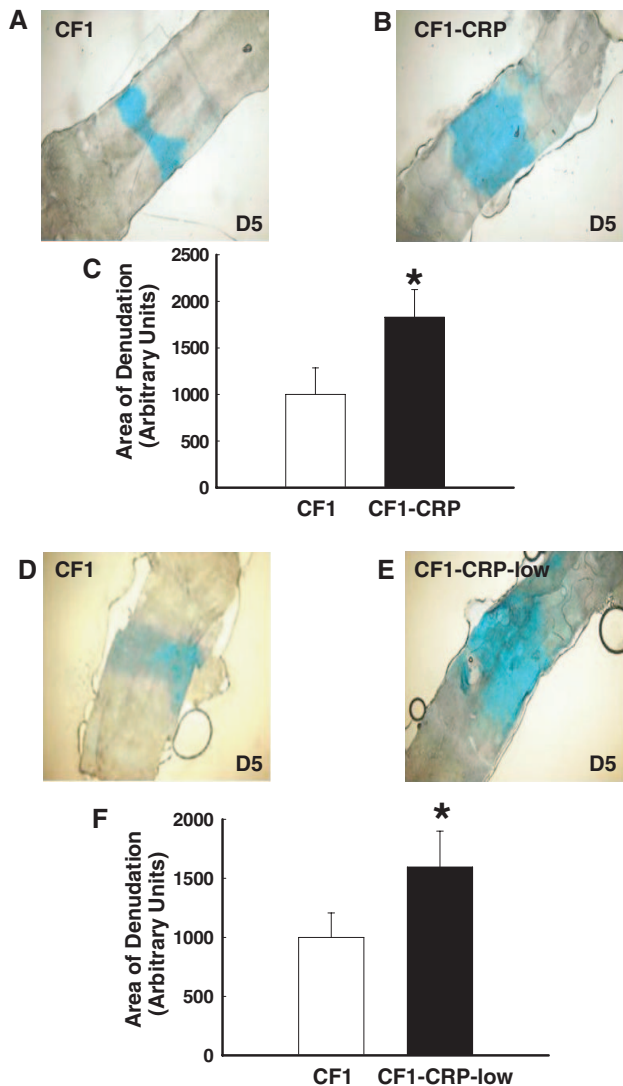 A
CF1
D5
B
CF1-CRP
D5
C
Area of Denudation
(Arbitrary Units)
2500
2000
1500
1000
500
0
*
CF1
CF1-CRP
D
CF1
D5
E
CF1-CRP-low
D5
F
Area of Denudation
(Arbitrary Units)
2000
1500
1000
500
0
*
CF1
CF1-CRP-low